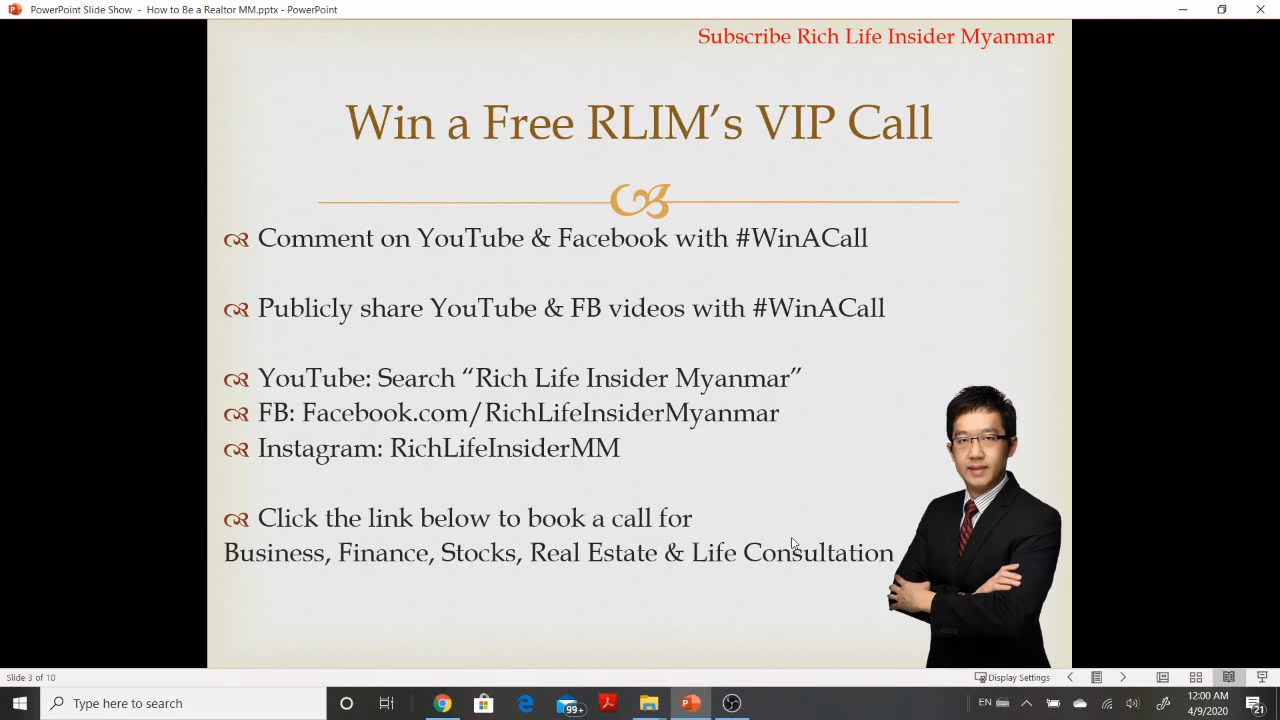 PowerPoint Slide Show - How to Be a Realtor MM.pptx - PowerPoint
Subscribe Rich Life Insider Myanmar
Win a Free RLIM’s VIP Call
Comment on YouTube & Facebook with #WinACall
Publicly share YouTube & FB videos with #WinACall
YouTube: Search “Rich Life Insider Myanmar”
FB: Facebook.com/RichLifeInsiderMyanmar
Instagram: RichLifeInsiderMM
Click the link below to book a call for
Business, Finance, Stocks, Real Estate & Life Consultation
Slide 3 of 10
Display Settings
Type here to search
99+
EN
12:00 AM
4/9/2020
21